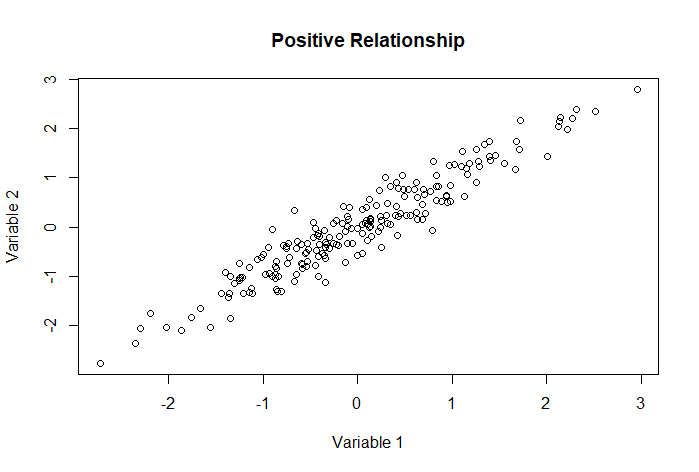 Positive Relationship
3
2
1
0
-1
-2
Variable 2
-2 -1 0 1 2 3
Variable 1